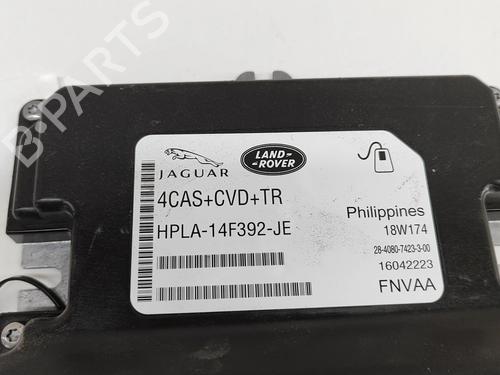 B-PARTS
JAGUAR
LAND-
ROVER
4CAS+CVD+TR
HPLA-14F392-JE
Philippines
18W174
28-4080-7423-3-00
16042223
FNVAA